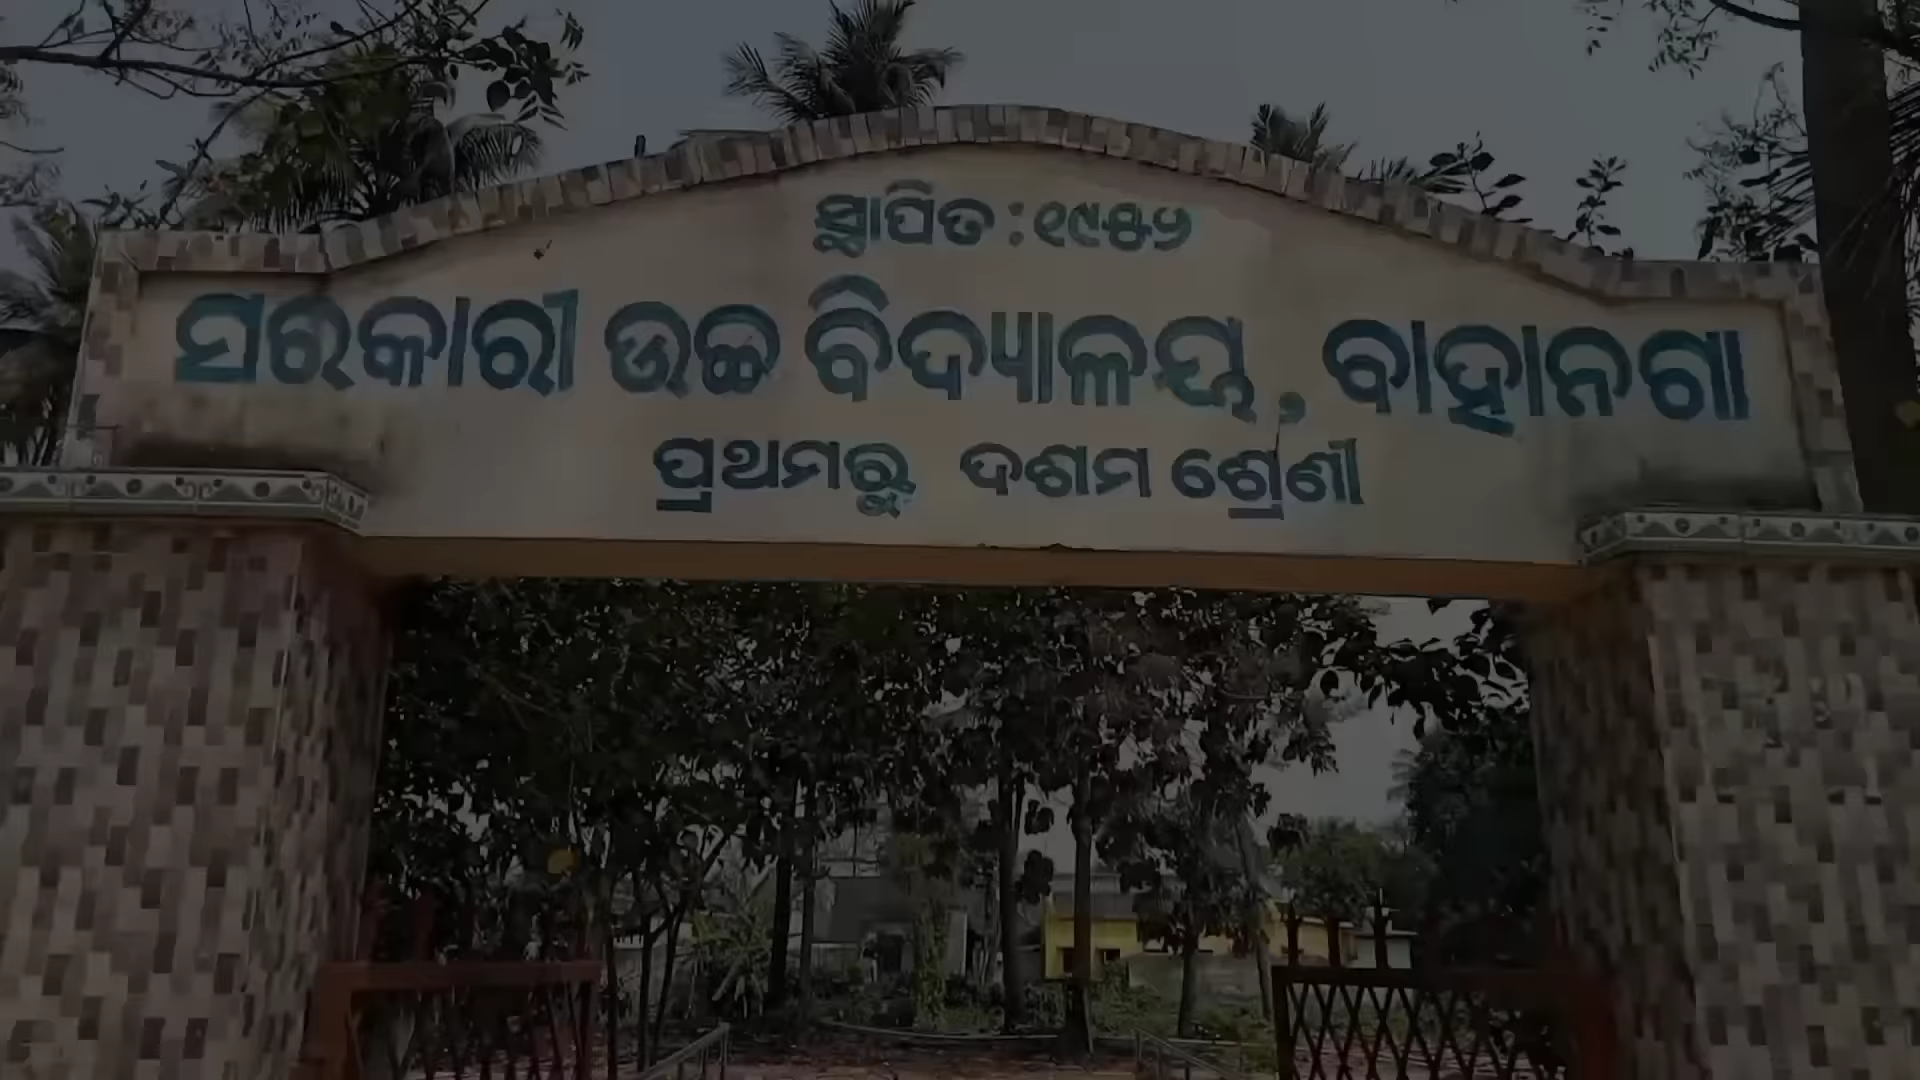 ସ୍ଥାପିତ : ୧୯୫୬
ସରକାରୀ ଉଚ୍ଚ ବିଦ୍ୟାଳୟ, ବାହାନଗା
ପ୍ରଥମରୁ ଦଶମ ଶ୍ରେଣୀ